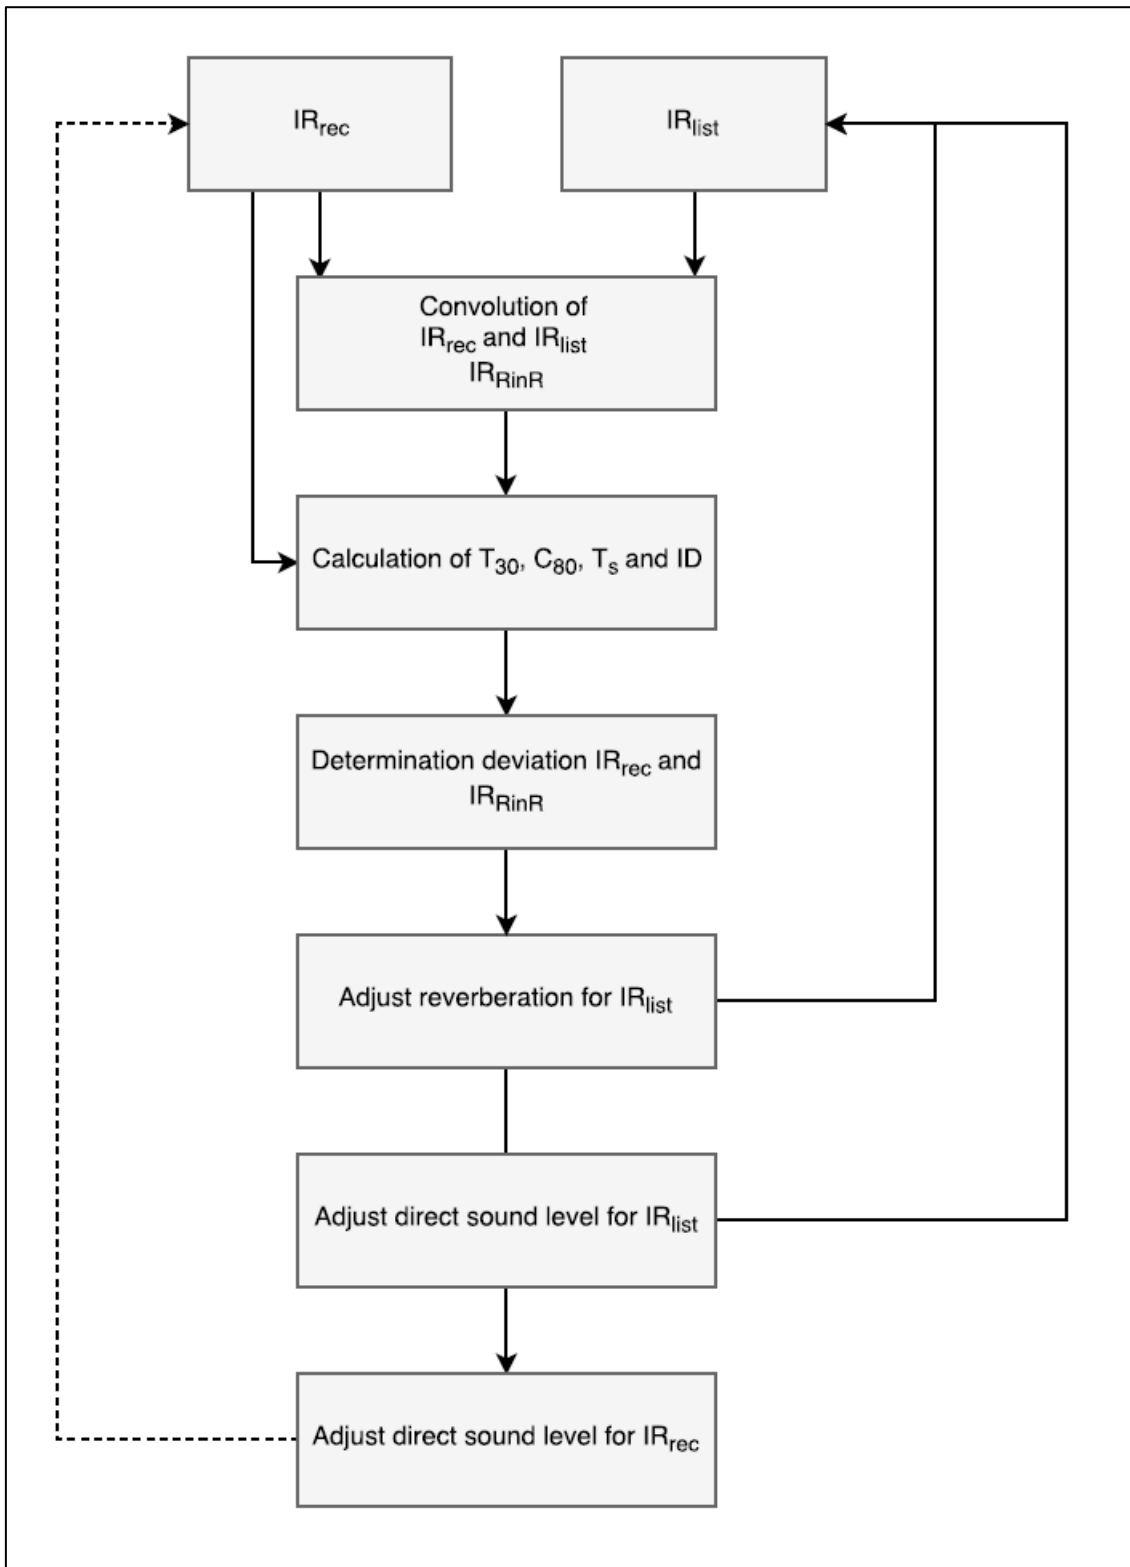 IRrec
IRlist
Convolution of
IRrec and IRlist
IRRinR
Calculation of T30, C80, Ts and ID
Determination deviation IRrec and
IRRinR
Adjust reverberation for IRlist
Adjust direct sound level for IRlist
Adjust direct sound level for IRrec